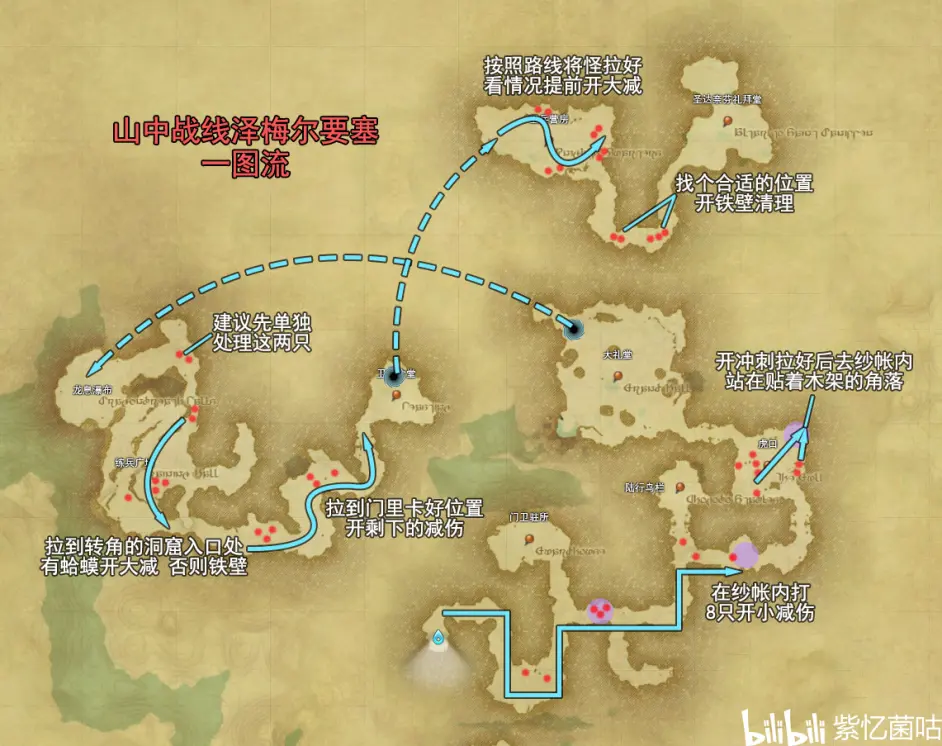 按照路线将怪拉好
看情况提前开大减
山中战线泽梅尔要塞
一图流
圣达奈芬礼拜堂
找个合适的位置
开铁壁清理
建议先单独
处理这两只
龙息瀑布
大礼堂
开冲刺拉好后去纱帐内
站在贴着木架的角落
虎口
陆行鸟栏
拉到门里卡好位置
开剩下的减伤
门卫驻所
拉到转角的洞窟入口处
有蛤蟆开大减 否则铁壁
在纱帐内打
8只开小减伤
bilibili 紫忆菌咕